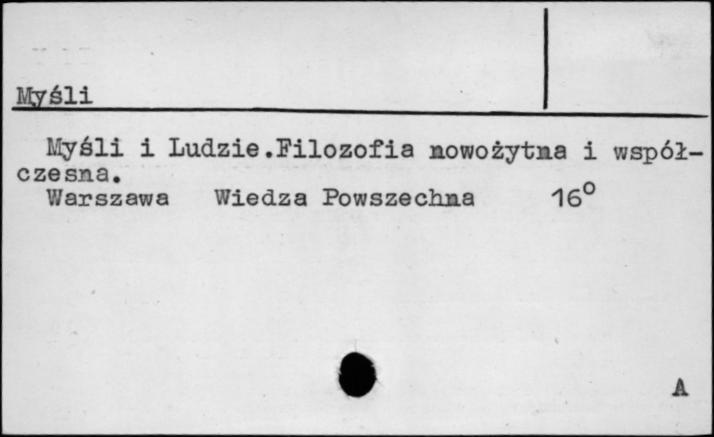 Myśli
Myśli i Ludzie.Filozofia nowożytna i współ-
czesna.
Warszawa Wiedza Powszechna 16°
A